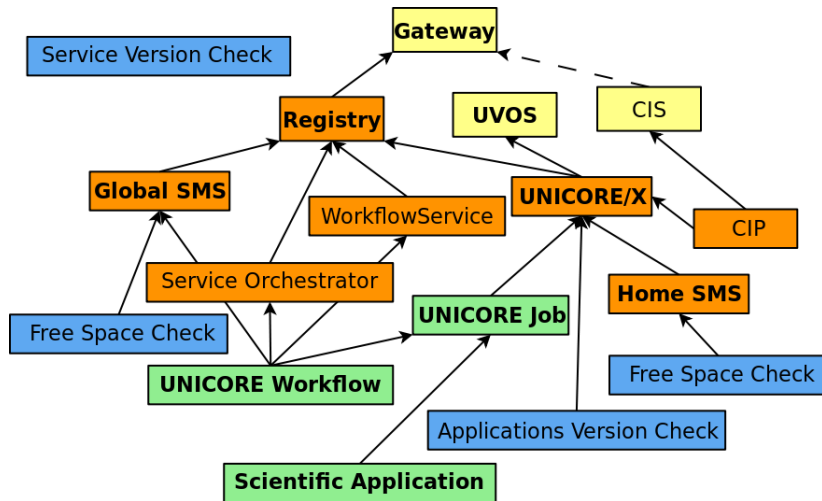 Gateway
Service Version Check
CIS
Registry
UVOS
Global SMS
UNICORE/X
WorkflowService
CIP
Service Orchestrator
Home SMS
UNICORE Job
Free Space Check
UNICORE Workflow
Free Space Check
Applications Version Check
Scientific Application